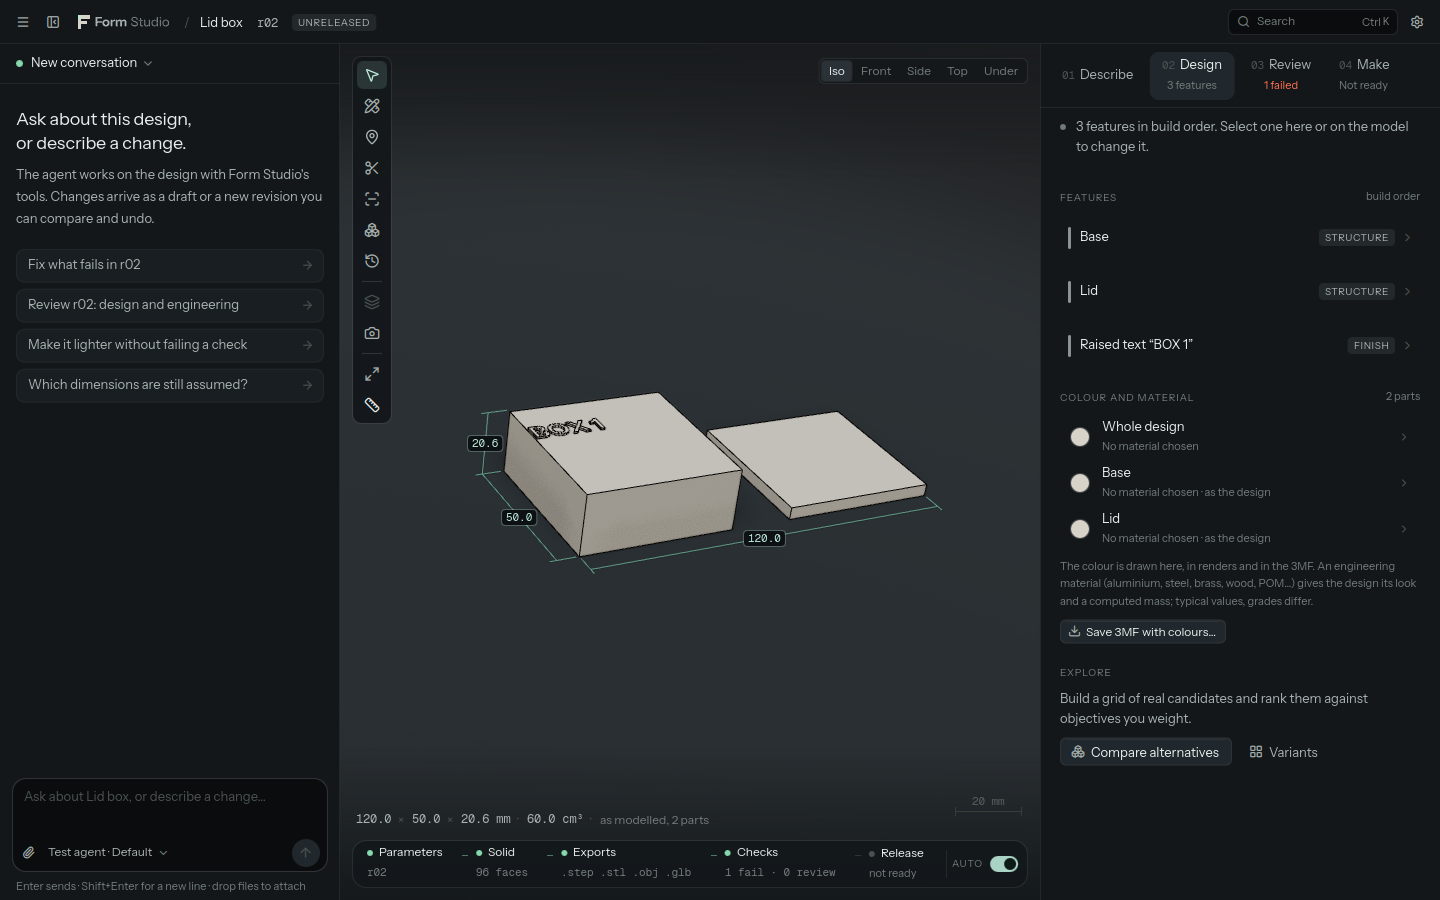 Form Studio / Lid box r02 UNRELEASED
Search Ctrl K
New conversation
Ask about this design,
or describe a change.
The agent works on the design with Form Studio's
tools. Changes arrive as a draft or a new revision you
can compare and undo.
Fix what fails in r02
Review r02: design and engineering
Make it lighter without failing a check
Which dimensions are still assumed?
Ask about Lid box, or describe a change...
Test agent · Default
Enter sends · Shift+Enter for a new line · drop files to attach
Iso Front Side Top Under
BOX 1
20.6
50.0
120.0
20 mm
120.0 × 50.0 × 20.6 mm · 60.0 cm³ · as modelled, 2 parts
Parameters
r02
Solid
96 faces
Exports
.step .stl .obj .glb
Checks
1 fail · 0 review
Release
not ready
AUTO
01 Describe
02 Design
3 features
03 Review
1 failed
04 Make
Not ready
3 features in build order. Select one here or on the model
to change it.
FEATURES build order
Base STRUCTURE
Lid STRUCTURE
Raised text “BOX 1” FINISH
COLOUR AND MATERIAL 2 parts
Whole design
No material chosen
Base
No material chosen · as the design
Lid
No material chosen · as the design
The colour is drawn here, in renders and in the 3MF. An engineering
material (aluminium, steel, brass, wood, POM...) gives the design its look
and a computed mass; typical values, grades differ.
Save 3MF with colours...
EXPLORE
Build a grid of real candidates and rank them against
objectives you weight.
Compare alternatives Variants